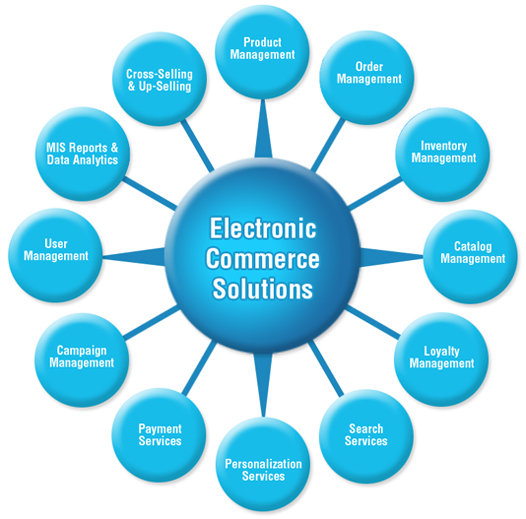 Product
Management
Order
Management
Inventory
Management
Catalog
Management
Loyalty
Management
Search
Services
Personalization
Services
Payment
Services
Campaign
Management
User
Management
MIS Reports &
Data Analytics
Cross-Selling
& Up-Selling
Electronic
Commerce
Solutions